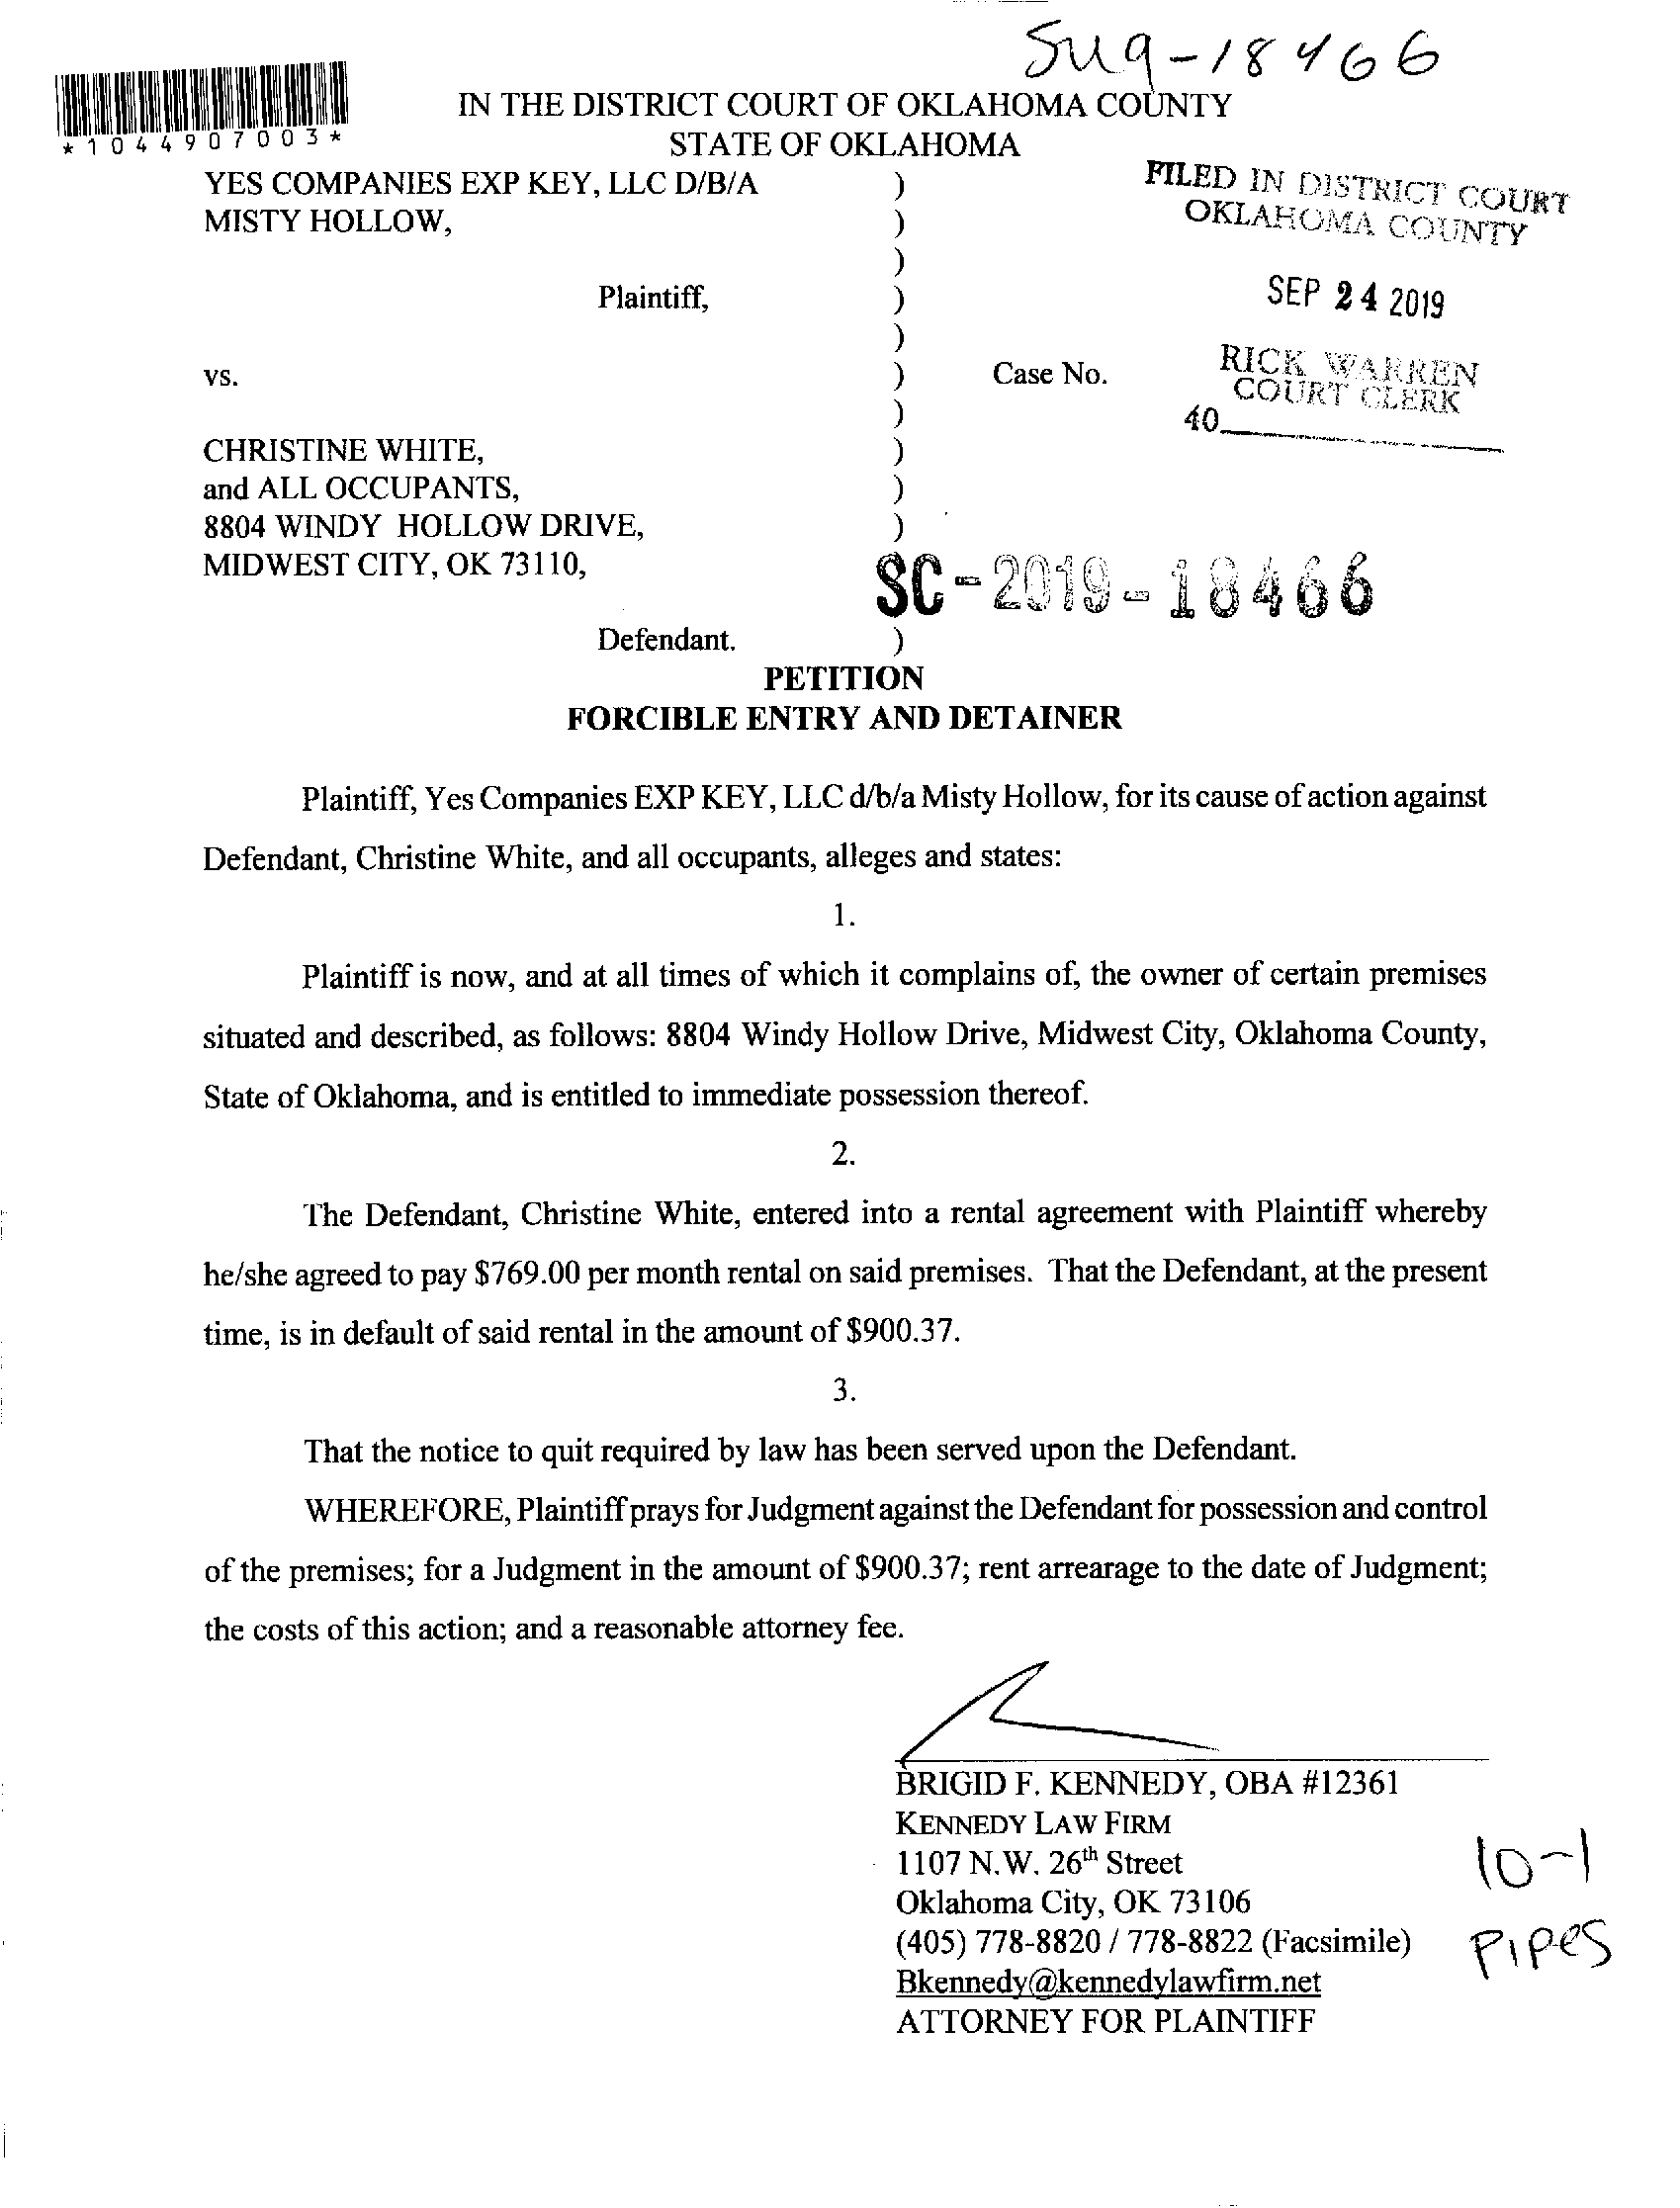 SM19-18466
*1044907003*
IN THE DISTRICT COURT OF OKLAHOMA COUNTY
STATE OF OKLAHOMA
YES COMPANIES EXP KEY, LLC D/B/A )
MISTY HOLLOW, )
)
Plaintiff, )
)
vs. ) Case No.
)
CHRISTINE WHITE, )
and ALL OCCUPANTS, )
8804 WINDY HOLLOW DRIVE, )
MIDWEST CITY, OK 73110,
Defendant. )
FILED IN DISTRICT COURT
OKLAHOMA COUNTY
SEP 24 2019
RICK WARREN
COURT CLERK
40
SC-2019-18466
PETITION
FORCIBLE ENTRY AND DETAINER
Plaintiff, Yes Companies EXP KEY, LLC d/b/a Misty Hollow, for its cause of action against
Defendant, Christine White, and all occupants, alleges and states:
1.
Plaintiff is now, and at all times of which it complains of, the owner of certain premises
situated and described, as follows: 8804 Windy Hollow Drive, Midwest City, Oklahoma County,
State of Oklahoma, and is entitled to immediate possession thereof.
2.
The Defendant, Christine White, entered into a rental agreement with Plaintiff whereby
he/she agreed to pay $769.00 per month rental on said premises. That the Defendant, at the present
time, is in default of said rental in the amount of $900.37.
3.
That the notice to quit required by law has been served upon the Defendant.
WHEREFORE, Plaintiff prays for Judgment against the Defendant for possession and control
of the premises; for a Judgment in the amount of $900.37; rent arrearage to the date of Judgment;
the costs of this action; and a reasonable attorney fee.
BRIGID F. KENNEDY, OBA #12361
KENNEDY LAW FIRM
1107 N.W. 26th Street
Oklahoma City, OK 73106
(405) 778-8820 / 778-8822 (Facsimile)
Bkennedy@kennedylawfirm.net
ATTORNEY FOR PLAINTIFF
10-1
PIPes